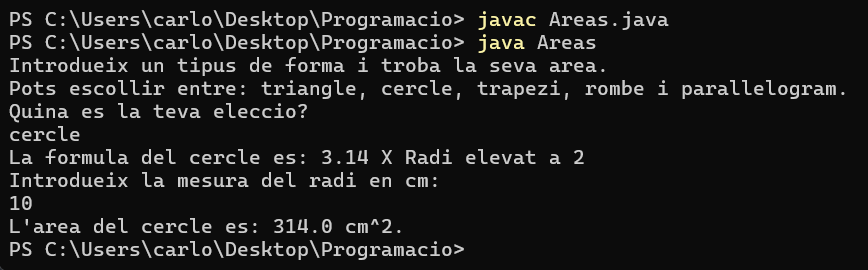 PS C:\Users\carlo\Desktop\Programacio> javac Areas.java
PS C:\Users\carlo\Desktop\Programacio> java Areas
Introdueix un tipus de forma i troba la seva area.
Pots escollir entre: triangle, cercle, trapezi, rombe i parallelogram.
Quina es la teva eleccio?
cercle
La formula del cercle es: 3.14 X Radi elevat a 2
Introdueix la mesura del radi en cm:
10
L'area del cercle es: 314.0 cm^2.
PS C:\Users\carlo\Desktop\Programacio>